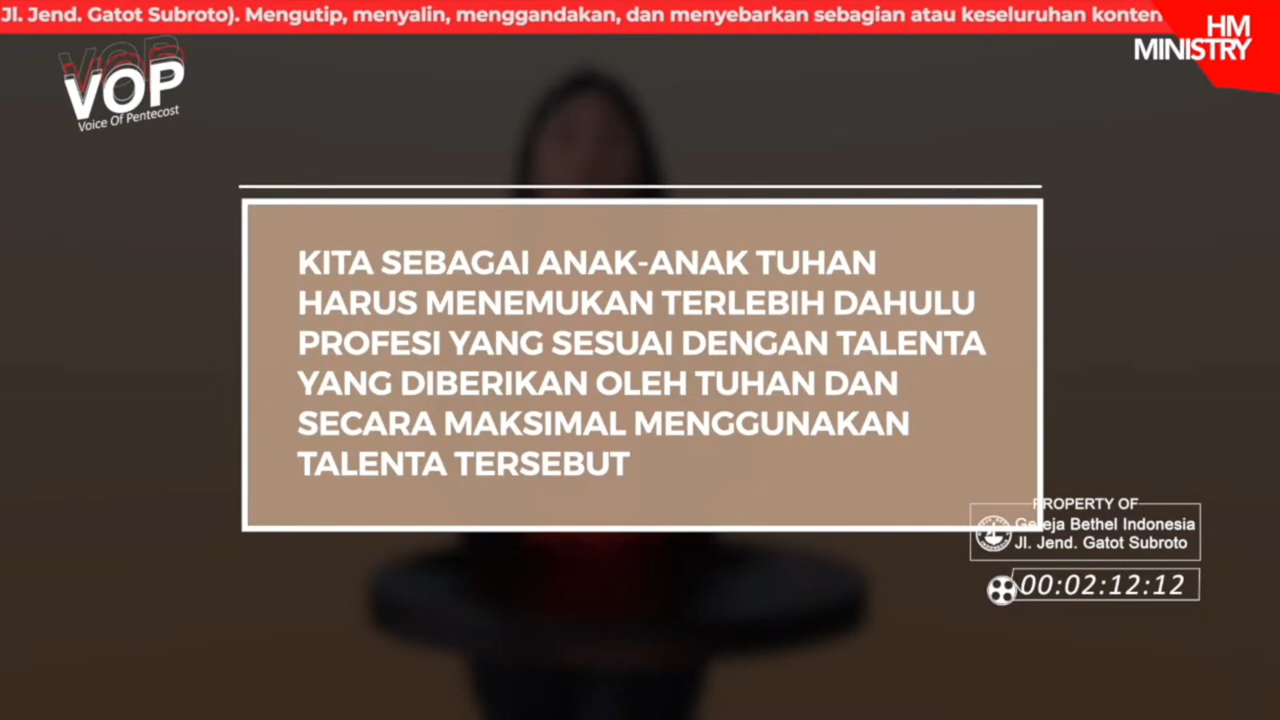 Jl. Jend. Gatot Subroto). Mengutip, menyalin, menggandakan, dan menyebarkan sebagian atau keseluruhan konten
HM
MINISTRY
VOP
Voice Of Pentecost
KITA SEBAGAI ANAK-ANAK TUHAN
HARUS MENEMUKAN TERLEBIH DAHULU
PROFESI YANG SESUAI DENGAN TALENTA
YANG DIBERIKAN OLEH TUHAN DAN
SECARA MAKSIMAL MENGGUNAKAN
TALENTA TERSEBUT
PROPERTY OF
Gereja Bethel Indonesia
Jl. Jend. Gatot Subroto
00:02:12:12